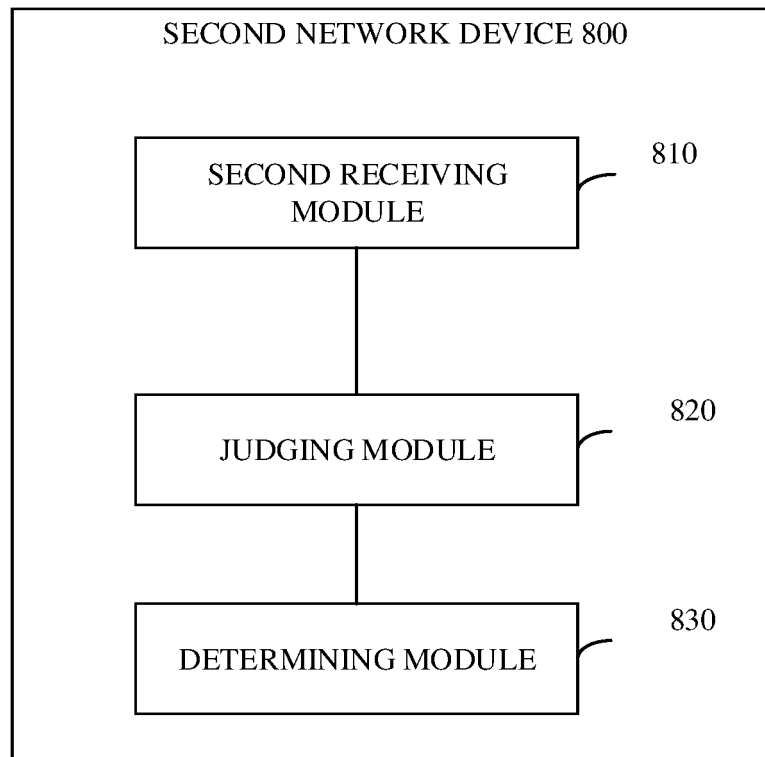 SECOND NETWORK DEVICE 800
810
SECOND RECEIVING
MODULE
820
JUDGING MODULE
830
DETERMINING MODULE